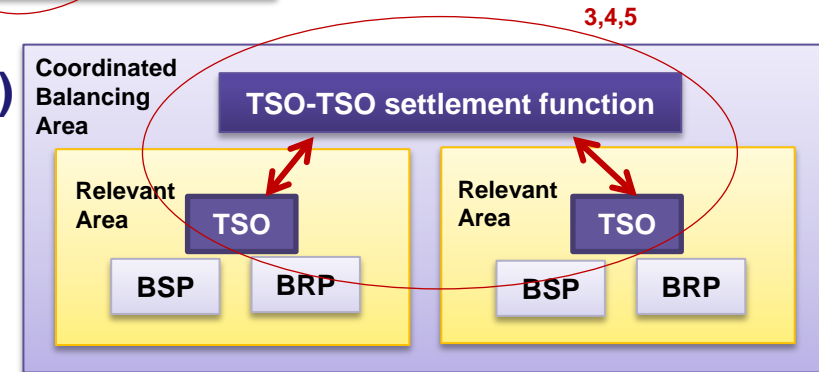 3,4,5
)
Coordinated
Balancing
Area
TSO-TSO settlement function
Relevant
Area
TSO
BSP
BRP
Relevant
Area
TSO
BSP
BRP